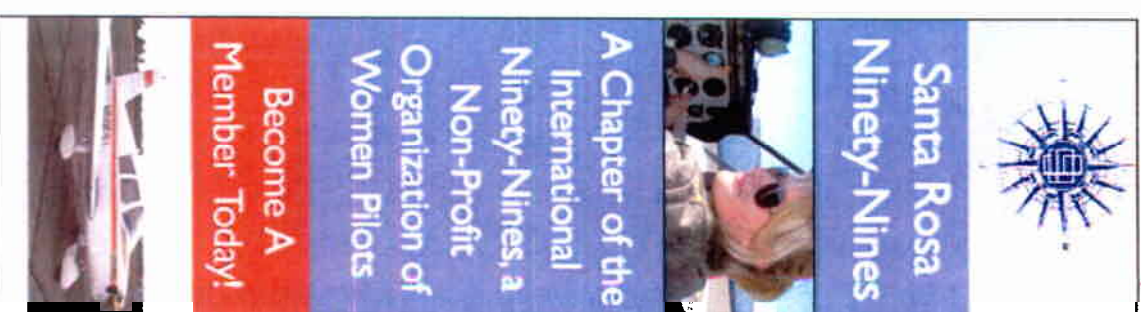 Santa Rosa
Ninety-Nines
A Chapter of the
International
Ninety-Nines, a
Non-Profit
Organization of
Women Pilots
Become A
Member Today!